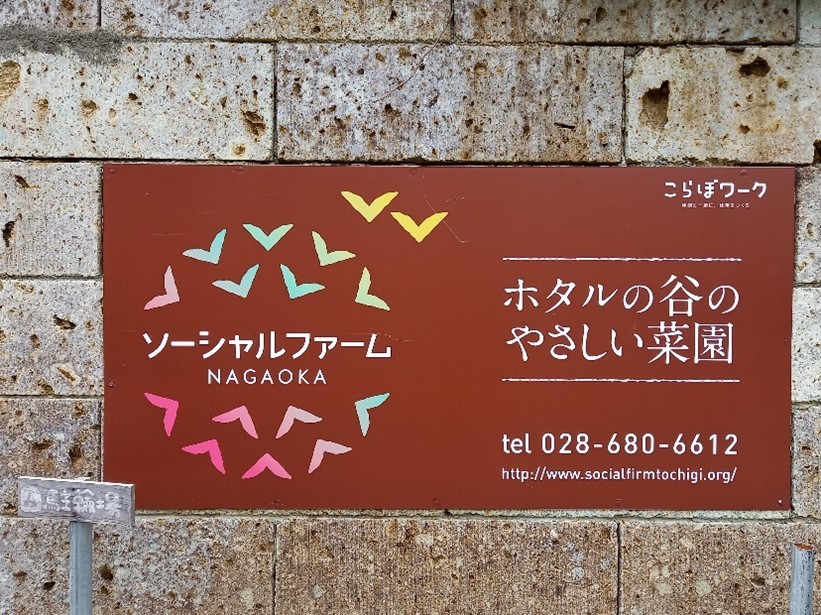 こらぼワーク
ソーシャルファーム
NAGAOKA
ホタルの谷の
やさしい菜園
tel 028-680-6612
http://www.socialfirmtochigi.org/
駐輪場